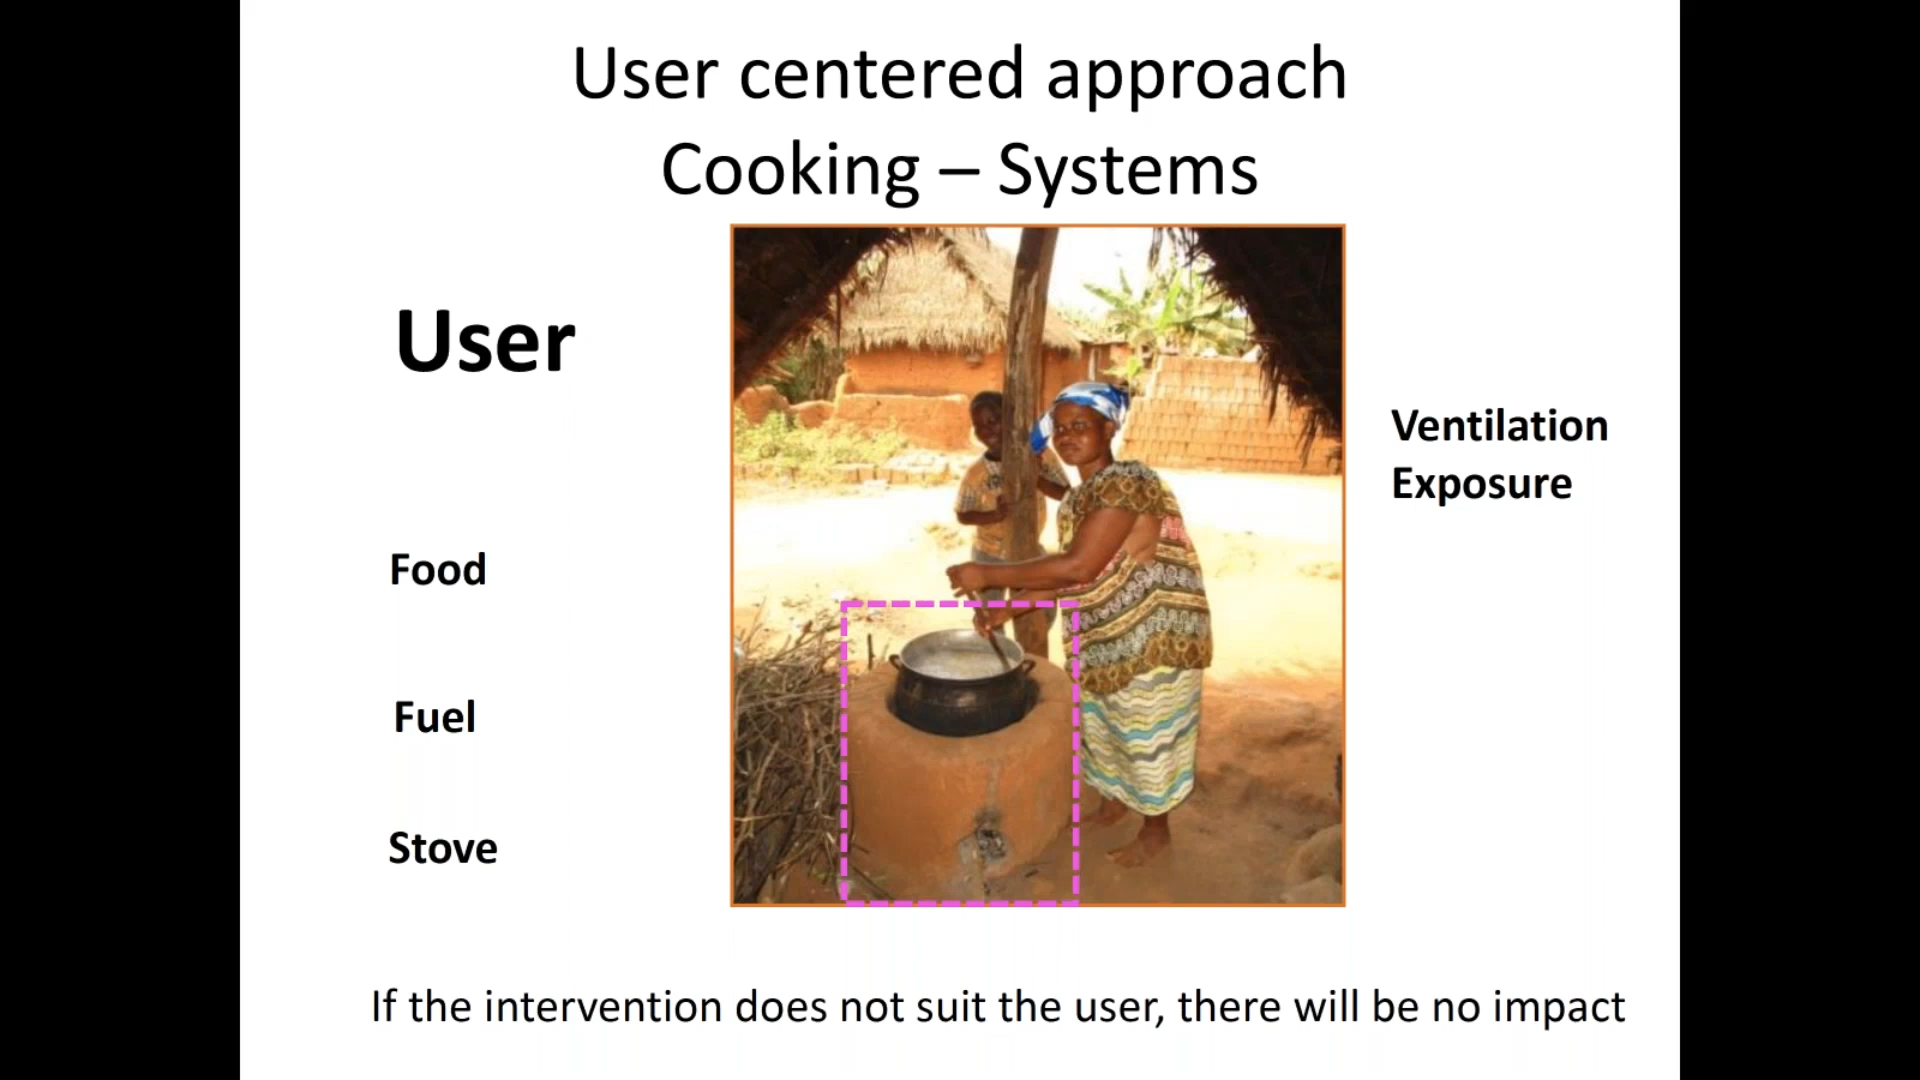 User centered approach
Cooking – Systems
User
Ventilation
Exposure
Food
Fuel
Stove
If the intervention does not suit the user, there will be no impact